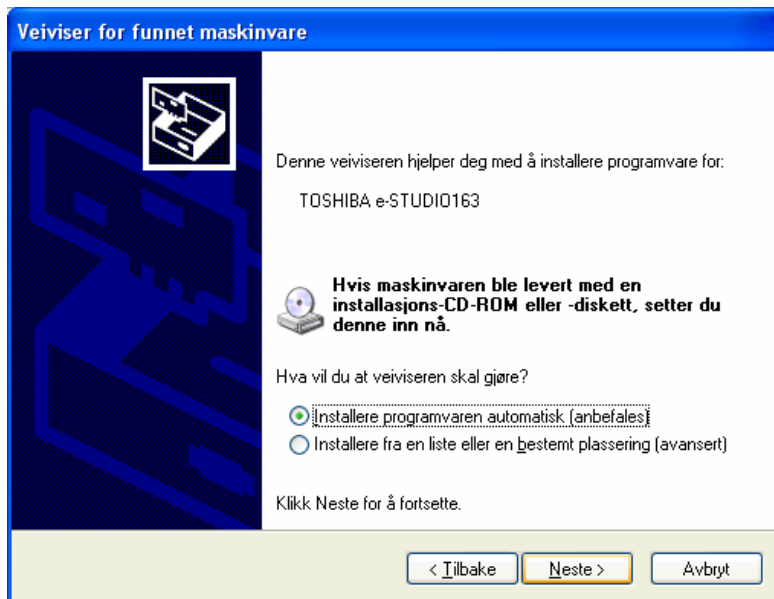 Veiviser for funnet maskinvare
Denne veiviseren hjelper deg med å installere programvare for:
TOSHIBA e-STUDIO163
Hvis maskinvaren ble levert med en
installasjons-CD-ROM eller -diskett, setter du
denne inn nå.
Hva vil du at veiviseren skal gjøre?
Installere programvaren automatisk (anbefales)
Installere fra en liste eller en bestemt plassering (avansert)
Klikk Neste for å fortsette.
< Tilbake
Neste >
Avbryt